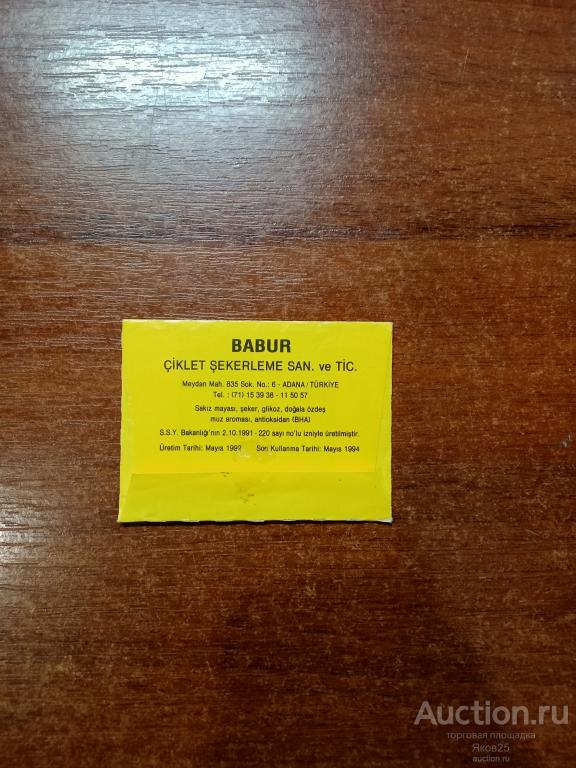 BABUR
ÇİKLET ŞEKERLEME SAN. ve TİC.
Meydan Mah. 835 Sok. No.: 6 - ADANA / TÜRKİYE
Tel. : (71) 15 39 38 - 11 50 57
Sakız mayası, şeker, glikoz, doğala özdeş
muz aroması, antioksidan (BHA)
S.S.Y. Bakanlığı'nın 2.10.1991 - 220 sayı no'lu izniyle üretilmiştir.
Üretim Tarihi: Mayıs Son Kullanma Tarihi: Mayıs 1994
Auction.ru
торговая площадка
Яков25
auction.ru